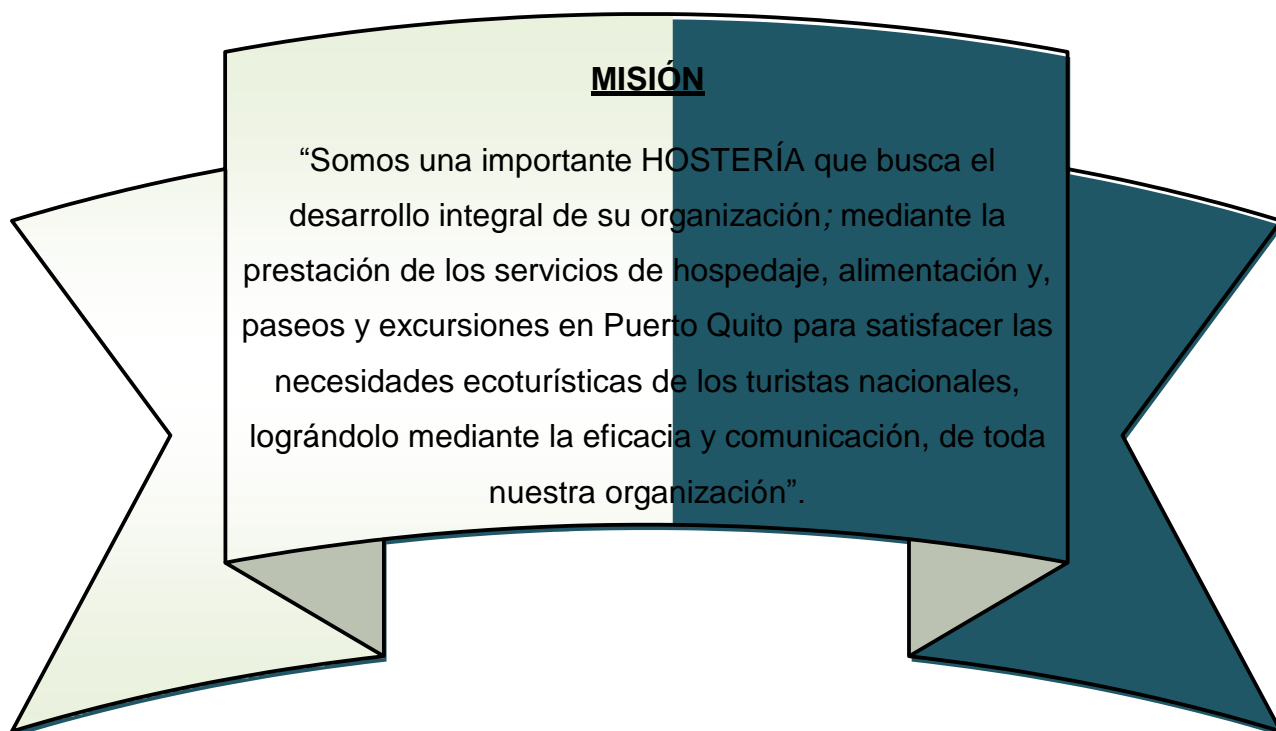 MISIÓN
“Somos una importante HOSTERÍA que busca el
desarrollo integral de su organización; mediante la
prestación de los servicios de hospedaje, alimentación y,
paseos y excursiones en Puerto Quito para satisfacer las
necesidades ecoturísticas de los turistas nacionales,
lográndolo mediante la eficacia y comunicación, de toda
nuestra organización”.